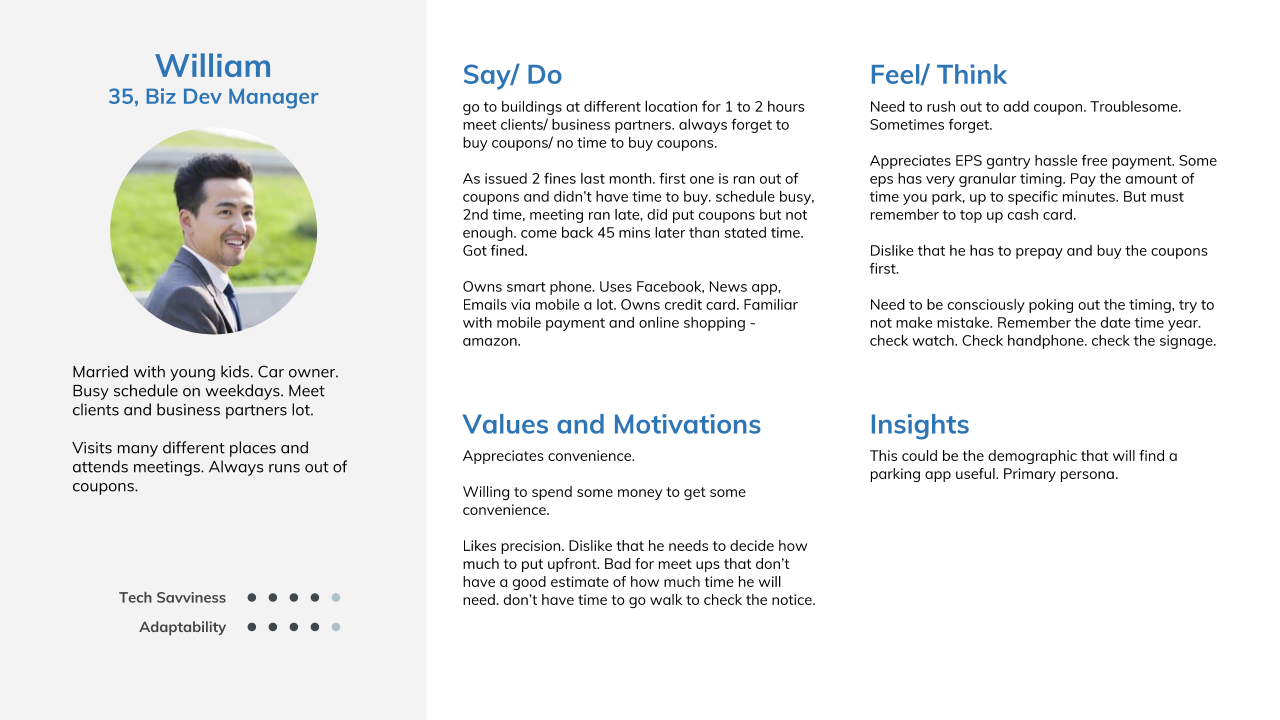 William
35, Biz Dev Manager
Married with young kids. Car owner.
Busy schedule on weekdays. Meet
clients and business partners lot.
Visits many different places and
attends meetings. Always runs out of
coupons.
Tech Savviness
Adaptability
Say/ Do
go to buildings at different location for 1 to 2 hours
meet clients/ business partners. always forget to
buy coupons/ no time to buy coupons.
As issued 2 fines last month. first one is ran out of
coupons and didn't have time to buy. schedule busy,
2nd time, meeting ran late, did put coupons but not
enough. come back 45 mins later than stated time.
Got fined.
Owns smart phone. Uses Facebook, News app,
Emails via mobile a lot. Owns credit card. Familiar
with mobile payment and online shopping -
amazon.
Feel/ Think
Need to rush out to add coupon. Troublesome.
Sometimes forget.
Appreciates EPS gantry hassle free payment. Some
eps has very granular timing. Pay the amount of
time you park, up to specific minutes. But must
remember to top up cash card.
Dislike that he has to prepay and buy the coupons
first.
Need to be consciously poking out the timing, try to
not make mistake. Remember the date time year.
check watch. Check handphone. check the signage.
Values and Motivations
Appreciates convenience.
Willing to spend some money to get some
convenience.
Likes precision. Dislike that he needs to decide how
much to put upfront. Bad for meet ups that don't
have a good estimate of how much time he will
need. don't have time to go walk to check the notice.
Insights
This could be the demographic that will find a
parking app useful. Primary persona.